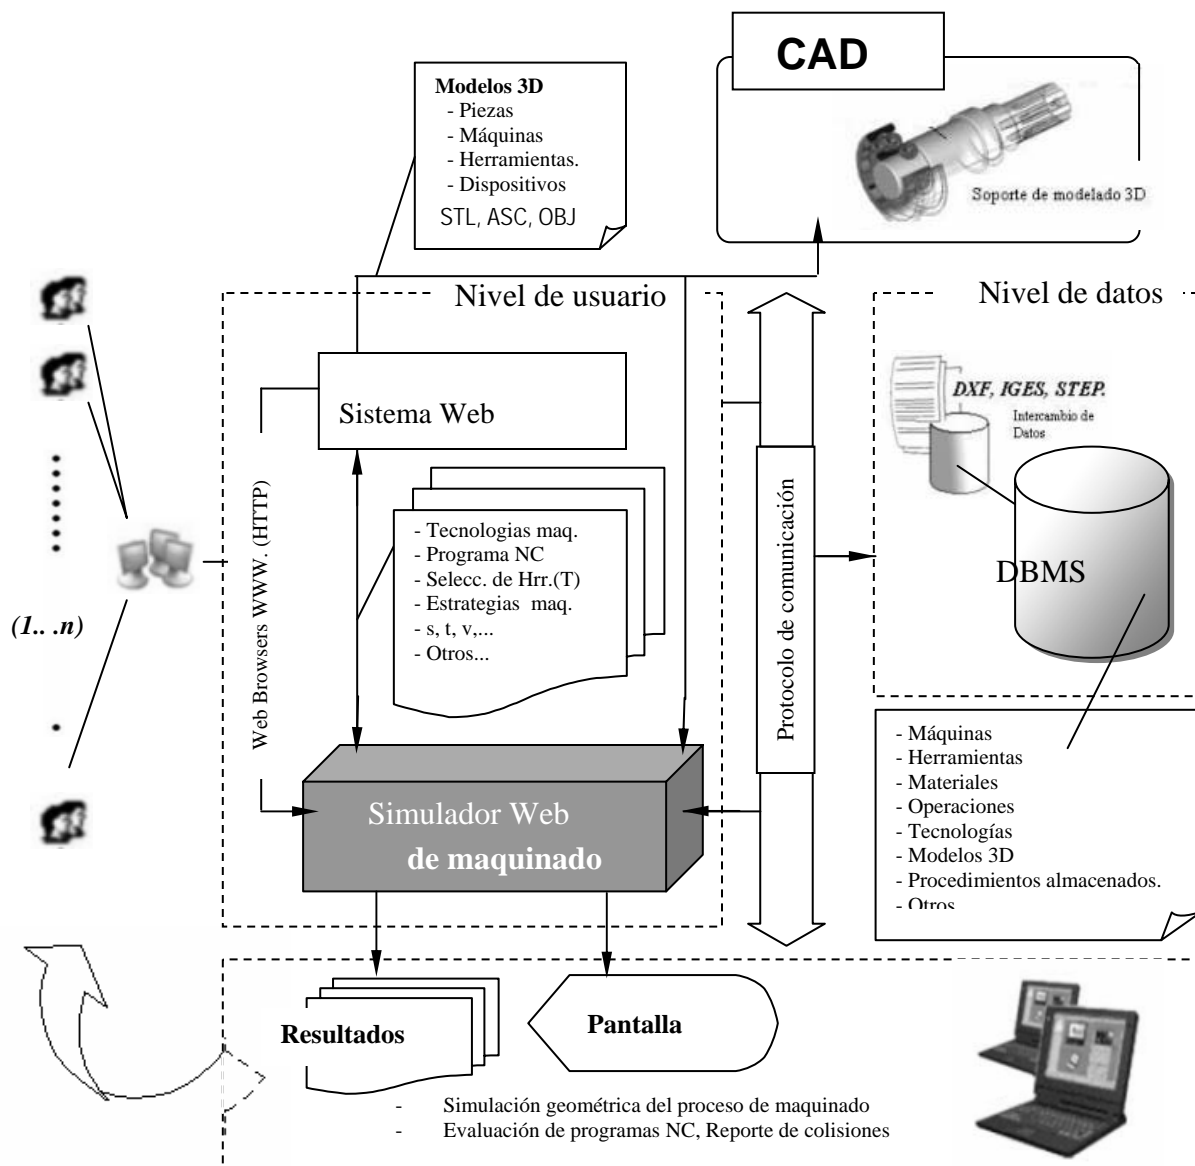 CAD
Modelos 3D
- Piezas
- Máquinas
- Herramientas.
- Dispositivos
STL, ASC, OBJ
Soporte de modelado 3D
Nivel de usuario
Nivel de datos
Sistema Web
DXF, IGES, STEP.
Intercambio de
Datos
DBMS
Web Browsers WWW. (HTTP)
- Tecnologias maq.
- Programa NC
- Selecc. de Hrr.(T)
- Estrategias maq.
- s, t, v,...
- Otros...
Protocolo de comunicación
(1.. .n)
- Máquinas
- Herramientas
- Materiales
- Operaciones
- Tecnologías
- Modelos 3D
- Procedimientos almacenados.
- Otros
Simulador Web
de maquinado
Resultados
Pantalla
- Simulación geométrica del proceso de maquinado
- Evaluación de programas NC, Reporte de colisiones